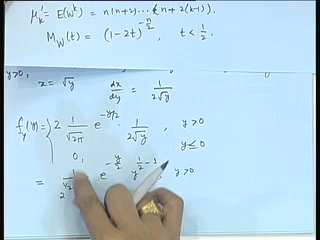 μ'_k = E(W^k) = n(n+2)...(n+2(k-1)).
M_W(t) = (1-2t)^{-n/2}, t < 1/2.
y>0, x = √y dx/dy = 1/(2√y)
f_Y(y) = { 2 1/√2π e^{-y/2} · 1/(2√y), y>0
0, y≤0
= 1/2^{1/2} e^{-y/2} y^{1/2-1} y>0